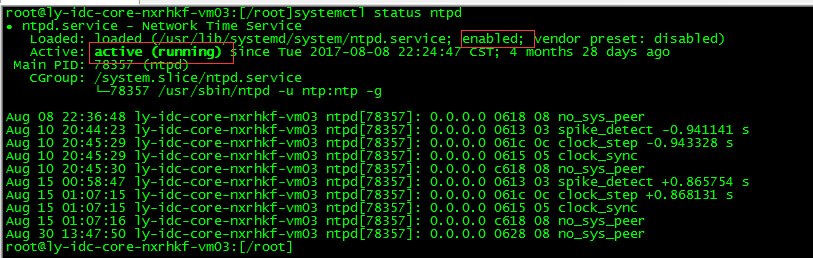 root@ly-idc-core-nxrhkf-vm03:[/root]systemctl status ntpd
● ntpd.service - Network Time Service
Loaded: loaded (/usr/lib/systemd/system/ntpd.service; enabled; vendor preset: disabled)
Active: active (running) since Tue 2017-08-08 22:24:47 CST; 4 months 28 days ago
Main PID: 78357 (ntpd)
CGroup: /system.slice/ntpd.service
└─78357 /usr/sbin/ntpd -u ntp:ntp -g
Aug 08 22:36:48 ly-idc-core-nxrhkf-vm03 ntpd[78357]: 0.0.0.0 0618 08 no_sys_peer
Aug 10 20:44:23 ly-idc-core-nxrhkf-vm03 ntpd[78357]: 0.0.0.0 0613 03 spike_detect -0.941141 s
Aug 10 20:45:29 ly-idc-core-nxrhkf-vm03 ntpd[78357]: 0.0.0.0 061c 0c clock_step -0.943328 s
Aug 10 20:45:29 ly-idc-core-nxrhkf-vm03 ntpd[78357]: 0.0.0.0 0615 05 clock_sync
Aug 10 20:45:30 ly-idc-core-nxrhkf-vm03 ntpd[78357]: 0.0.0.0 c618 08 no_sys_peer
Aug 15 00:58:47 ly-idc-core-nxrhkf-vm03 ntpd[78357]: 0.0.0.0 0613 03 spike_detect +0.865754 s
Aug 15 01:07:15 ly-idc-core-nxrhkf-vm03 ntpd[78357]: 0.0.0.0 061c 0c clock_step +0.868131 s
Aug 15 01:07:15 ly-idc-core-nxrhkf-vm03 ntpd[78357]: 0.0.0.0 0615 05 clock_sync
Aug 15 01:07:16 ly-idc-core-nxrhkf-vm03 ntpd[78357]: 0.0.0.0 c618 08 no_sys_peer
Aug 30 13:47:50 ly-idc-core-nxrhkf-vm03 ntpd[78357]: 0.0.0.0 0628 08 no_sys_peer
root@ly-idc-core-nxrhkf-vm03:[/root]